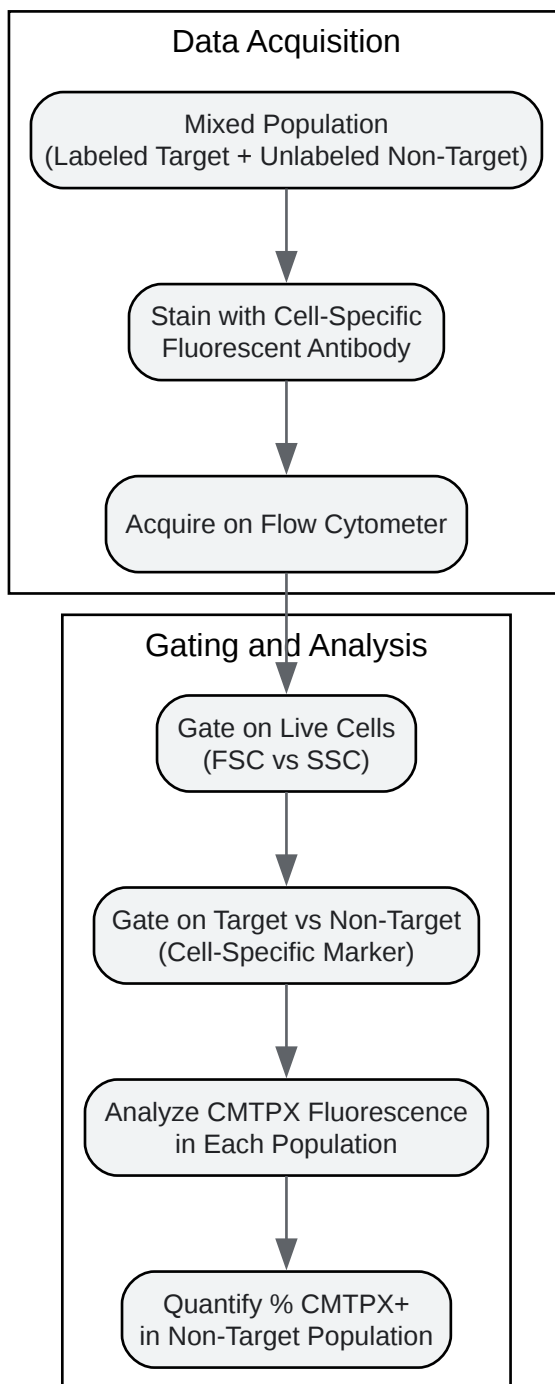 Data Acquisition
Mixed Population
(Labeled Target + Unlabeled Non-Target)
Stain with Cell-Specific
Fluorescent Antibody
Acquire on Flow Cytometer
Gating and Analysis
Gate on Live Cells
(FSC vs SSC)
Gate on Target vs Non-Target
(Cell-Specific Marker)
Analyze CMTPX Fluorescence
in Each Population
Quantify % CMTPX+
in Non-Target Population